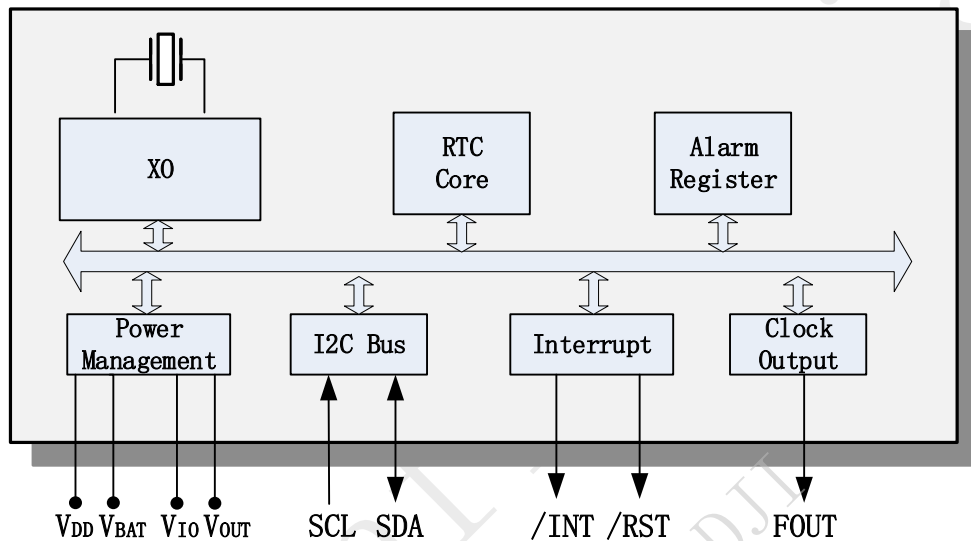 XO
RTC
Core
Alarm
Register
Power
Management
I2C Bus
Interrupt
Clock
Output
VDD VBAT VIO VOUT SCL SDA /INT /RST FOUT